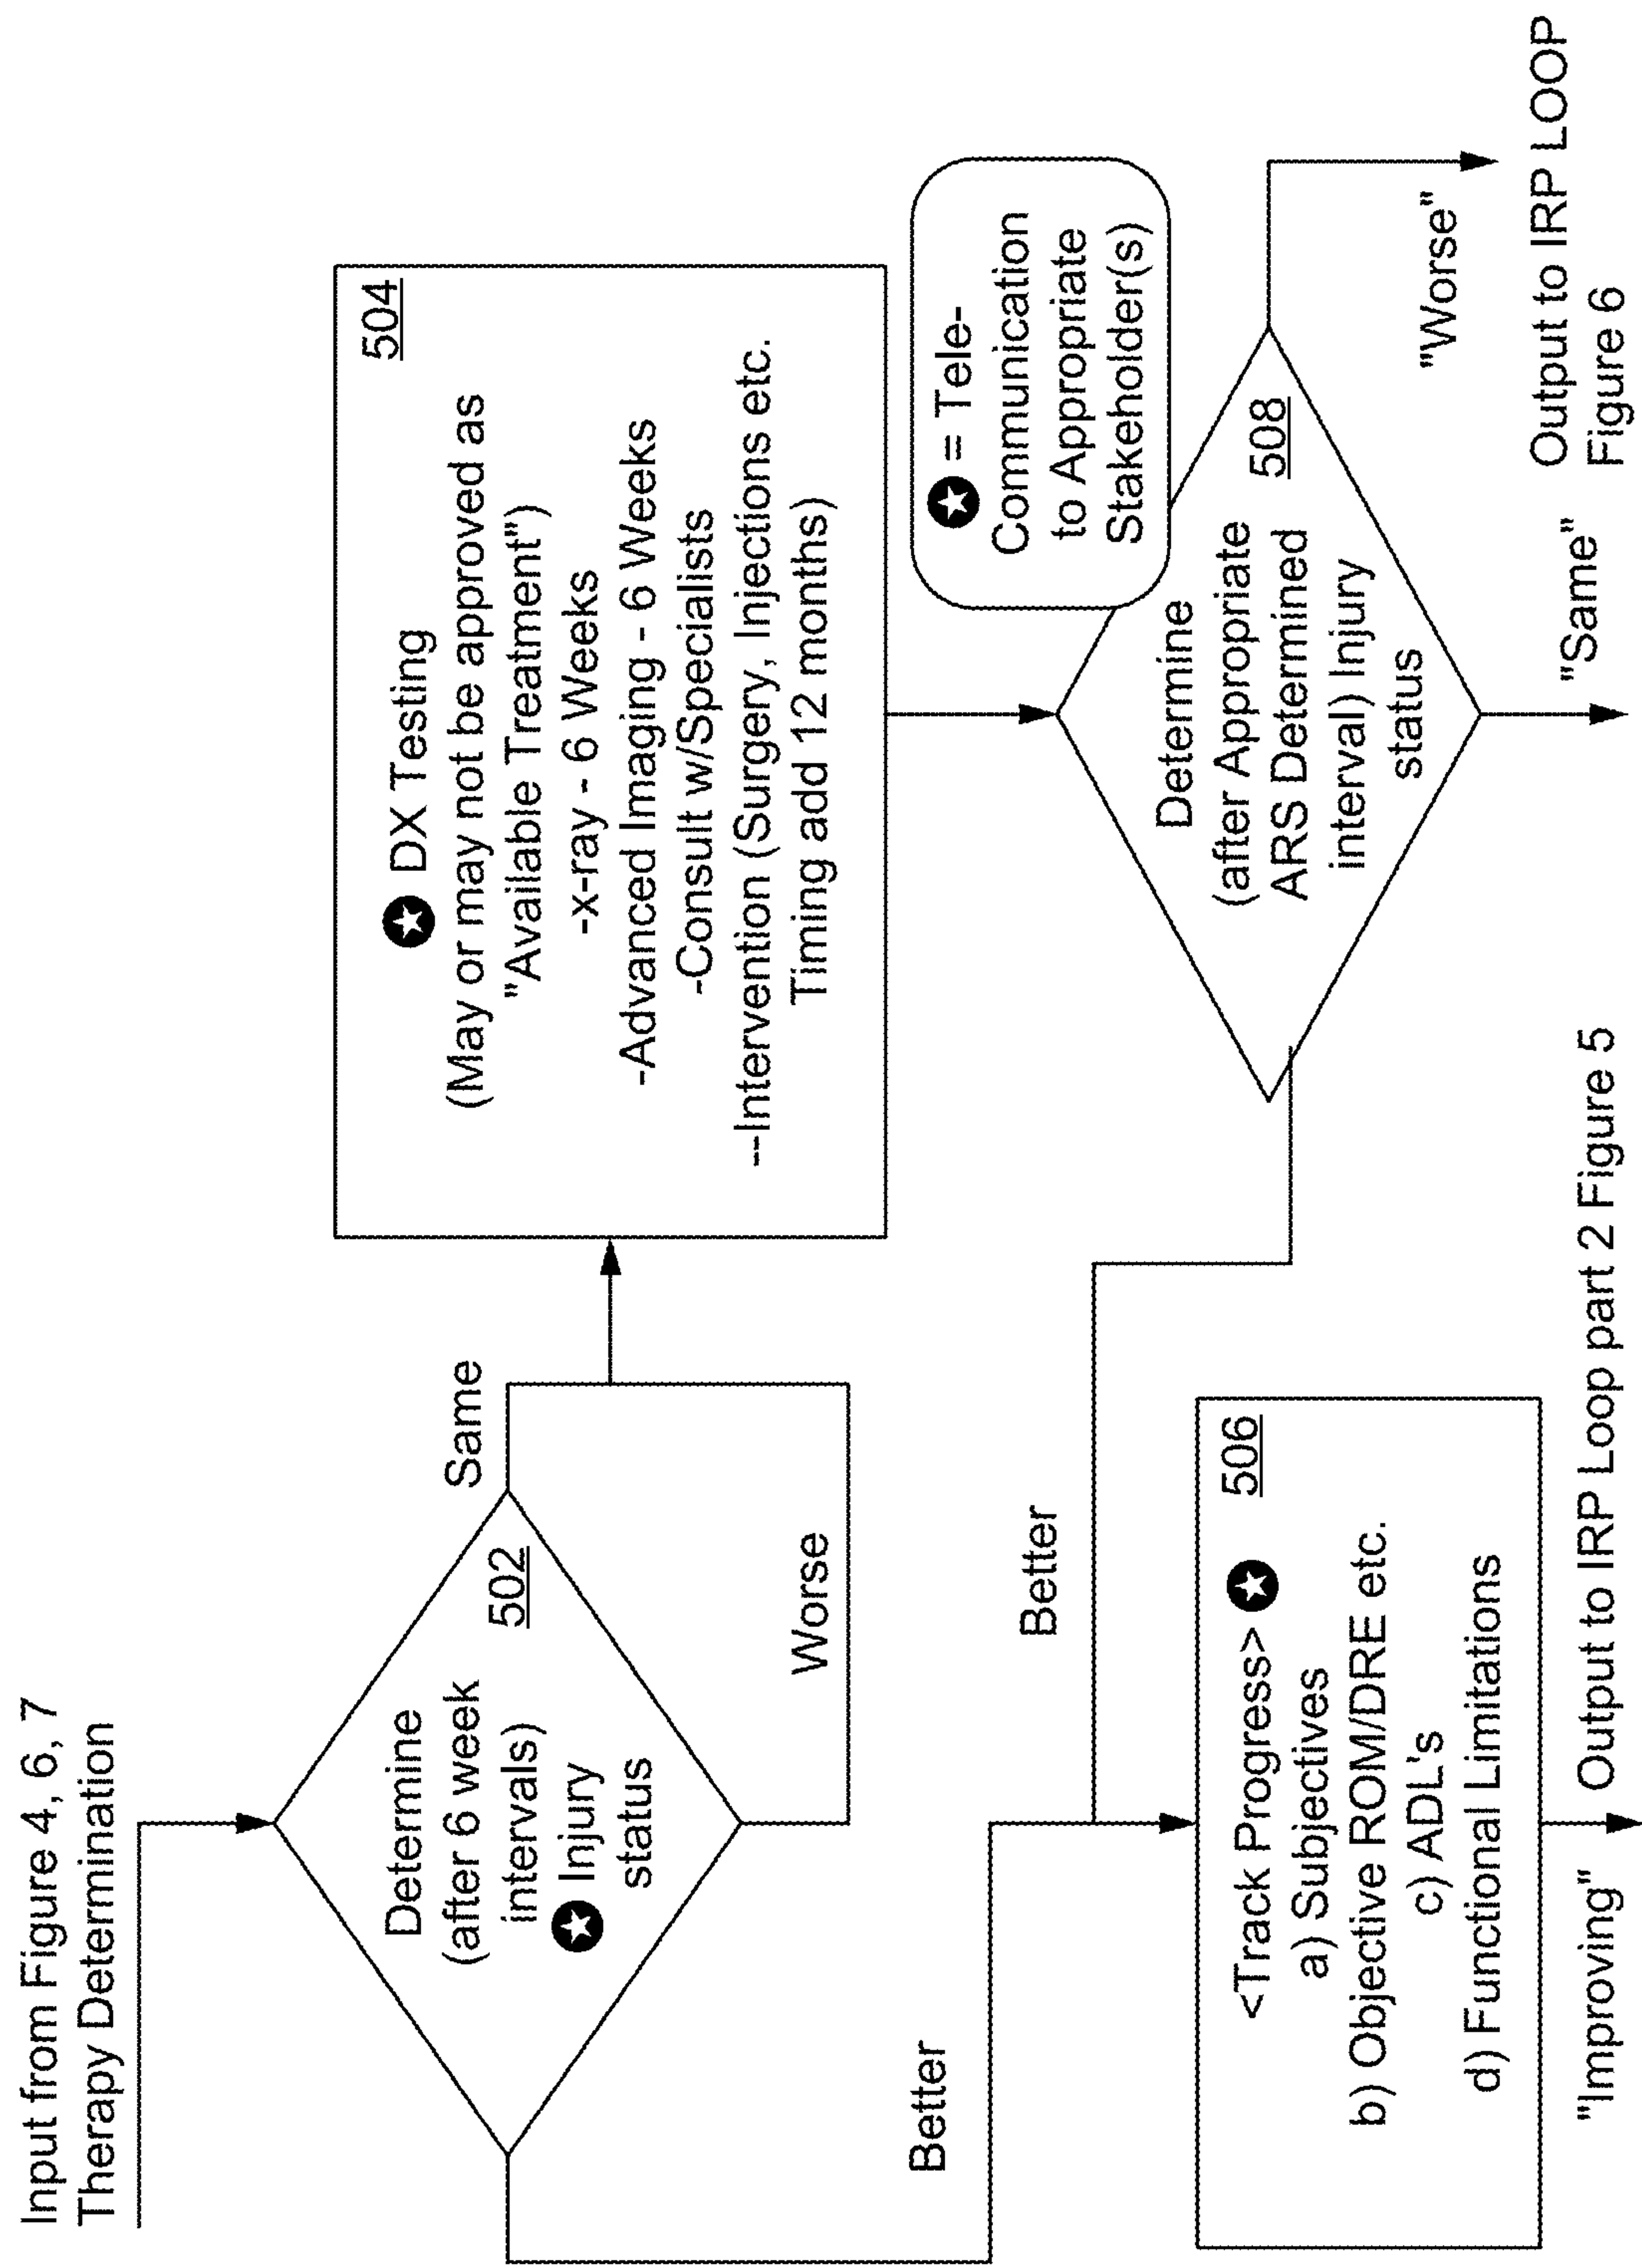 Input from Figure 4, 6, 7
Therapy Determination
Determine
(after 6 week
intervals)
Injury
status
502
Same
Worse
Better
504
DX Testing
(May or may not be approved as
"Available Treatment")
-x-ray - 6 Weeks
-Advanced Imaging - 6 Weeks
-Consult w/Specialists
--Intervention (Surgery, Injections etc.
Timing add 12 months)
= Tele-
Communication
to Appropriate
Stakeholder(s)
Better
506
<Track Progress>
a) Subjectives
b) Objective ROM/DRE etc.
c) ADL's
d) Functional Limitations
Determine
(after Appropriate
ARS Determined
interval) Injury
status
508
"Improving"
Output to IRP Loop part 2 Figure 5
"Same"
"Worse"
Output to IRP LOOP
Figure 6